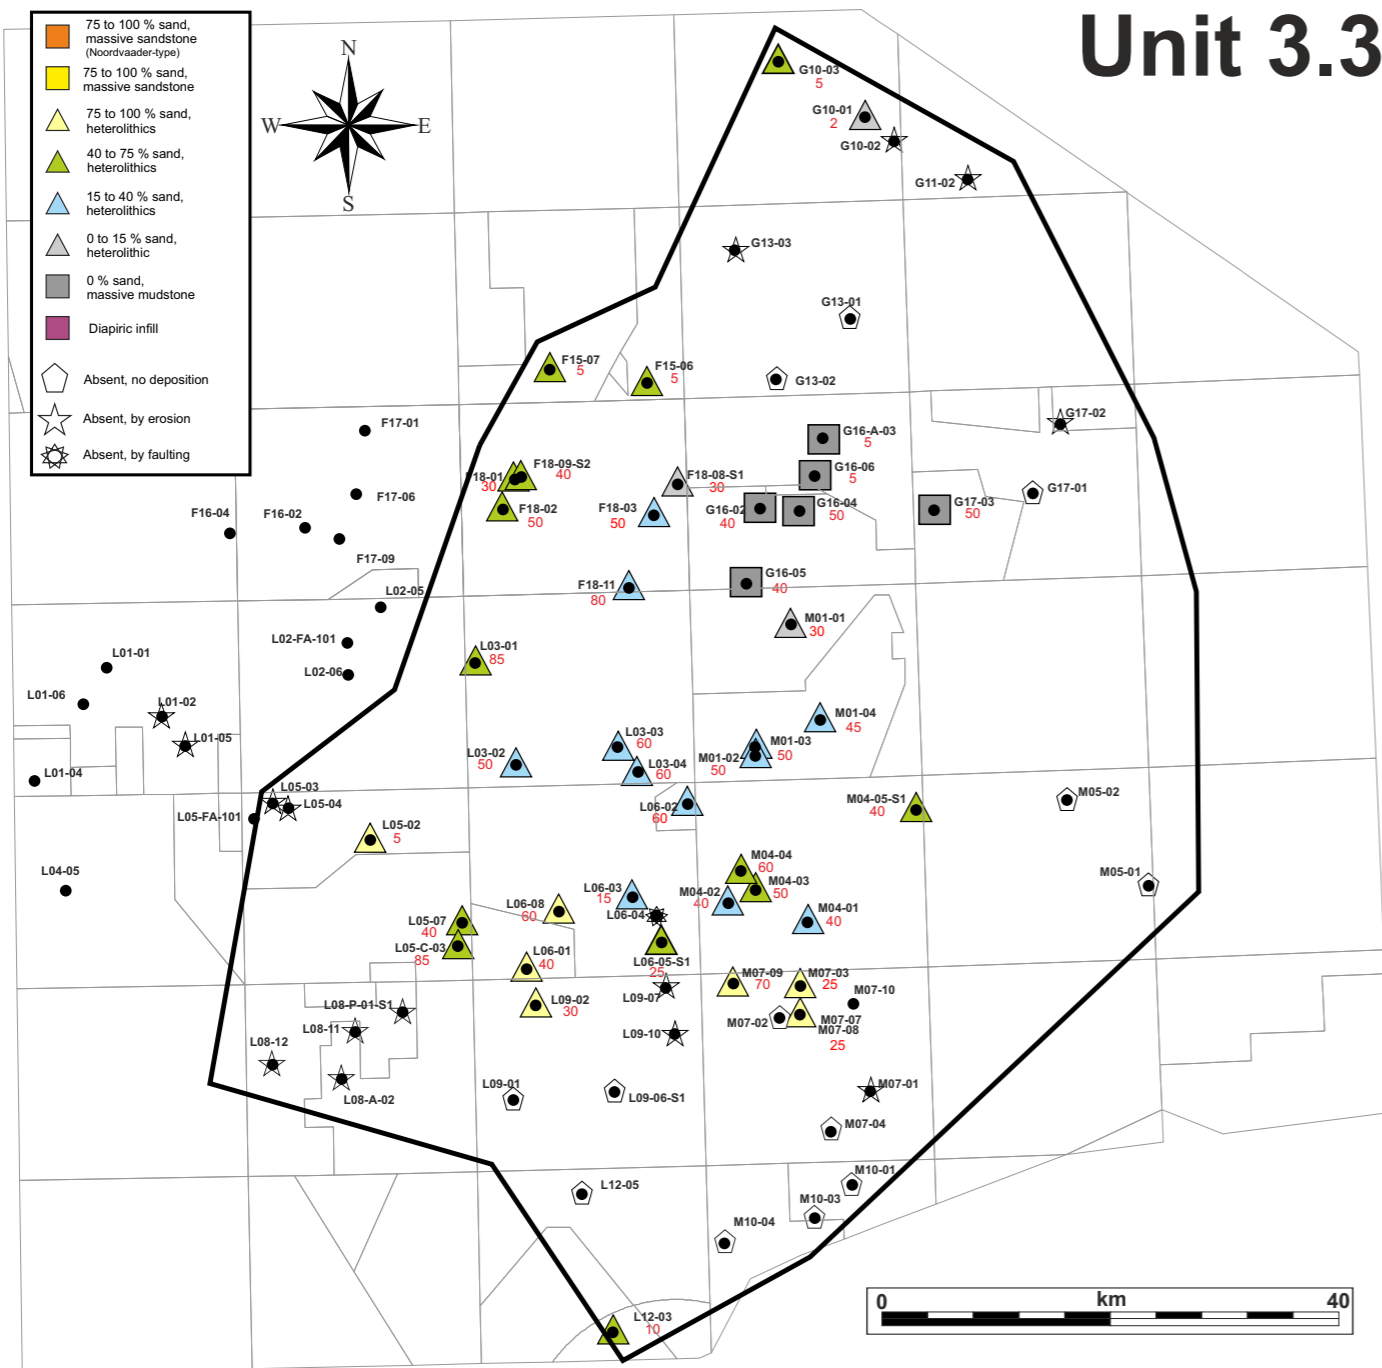 Unit 3.3
75 to 100 % sand,
massive sandstone
(Noordvaader-type)
75 to 100 % sand,
massive sandstone
75 to 100 % sand,
heterolithics
40 to 75 % sand,
heterolithics
15 to 40 % sand,
heterolithics
0 to 15 % sand,
heterolithic
0 % sand,
massive mudstone
Diapiric infill
Absent, no deposition
Absent, by erosion
Absent, by faulting
N
W
E
S
G10-03
5
G10-01
2
G10-02
G11-02
G13-03
G13-01
G13-02
F15-07
5
F15-06
5
G17-02
F17-01
G16-A-03
5
F18-09-S2
40
F18-01
30
F18-08-S1
30
G16-06
5
F17-06
G17-01
F18-02
50
F18-03
50
G16-02
40
G16-04
50
G17-03
50
F16-04
F16-02
F17-09
G16-05
40
F18-11
80
L02-05
M01-01
30
L02-FA-101
L03-01
85
L01-01
L02-06
L01-06
L01-02
M01-04
45
L01-05
L03-03
60
M01-03
50
L03-02
50
L03-04
60
M01-02
50
L01-04
L05-03
L05-04
L05-FA-101
L06-02
60
M04-05-S1
40
M05-02
L05-02
5
M04-04
60
L04-05
L06-03
15
M04-02
40
M04-03
50
M05-01
L06-08
60
L06-04
M04-01
40
L05-07
40
L05-C-03
85
L06-01
40
L06-05-S1
25
L09-07
M07-09
70
M07-03
25
M07-10
L08-P-01-S1
L09-02
30
M07-02
M07-07
M07-08
25
L08-11
L09-10
L08-12
L08-A-02
L09-01
L09-06-S1
M07-01
M07-04
L12-05
M10-01
M10-03
M10-04
L12-03
10
0
km
40